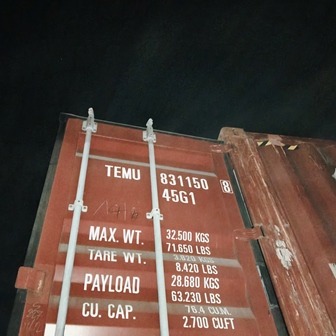 TEMU 831150 8
45G1
MAX. WT. 32.500 KGS
71.650 LBS
TARE WT. 3.820 KGS
8.420 LBS
PAYLOAD 28.680 KGS
63.230 LBS
CU. CAP. 76.4 CU.M.
2.700 CU.FT